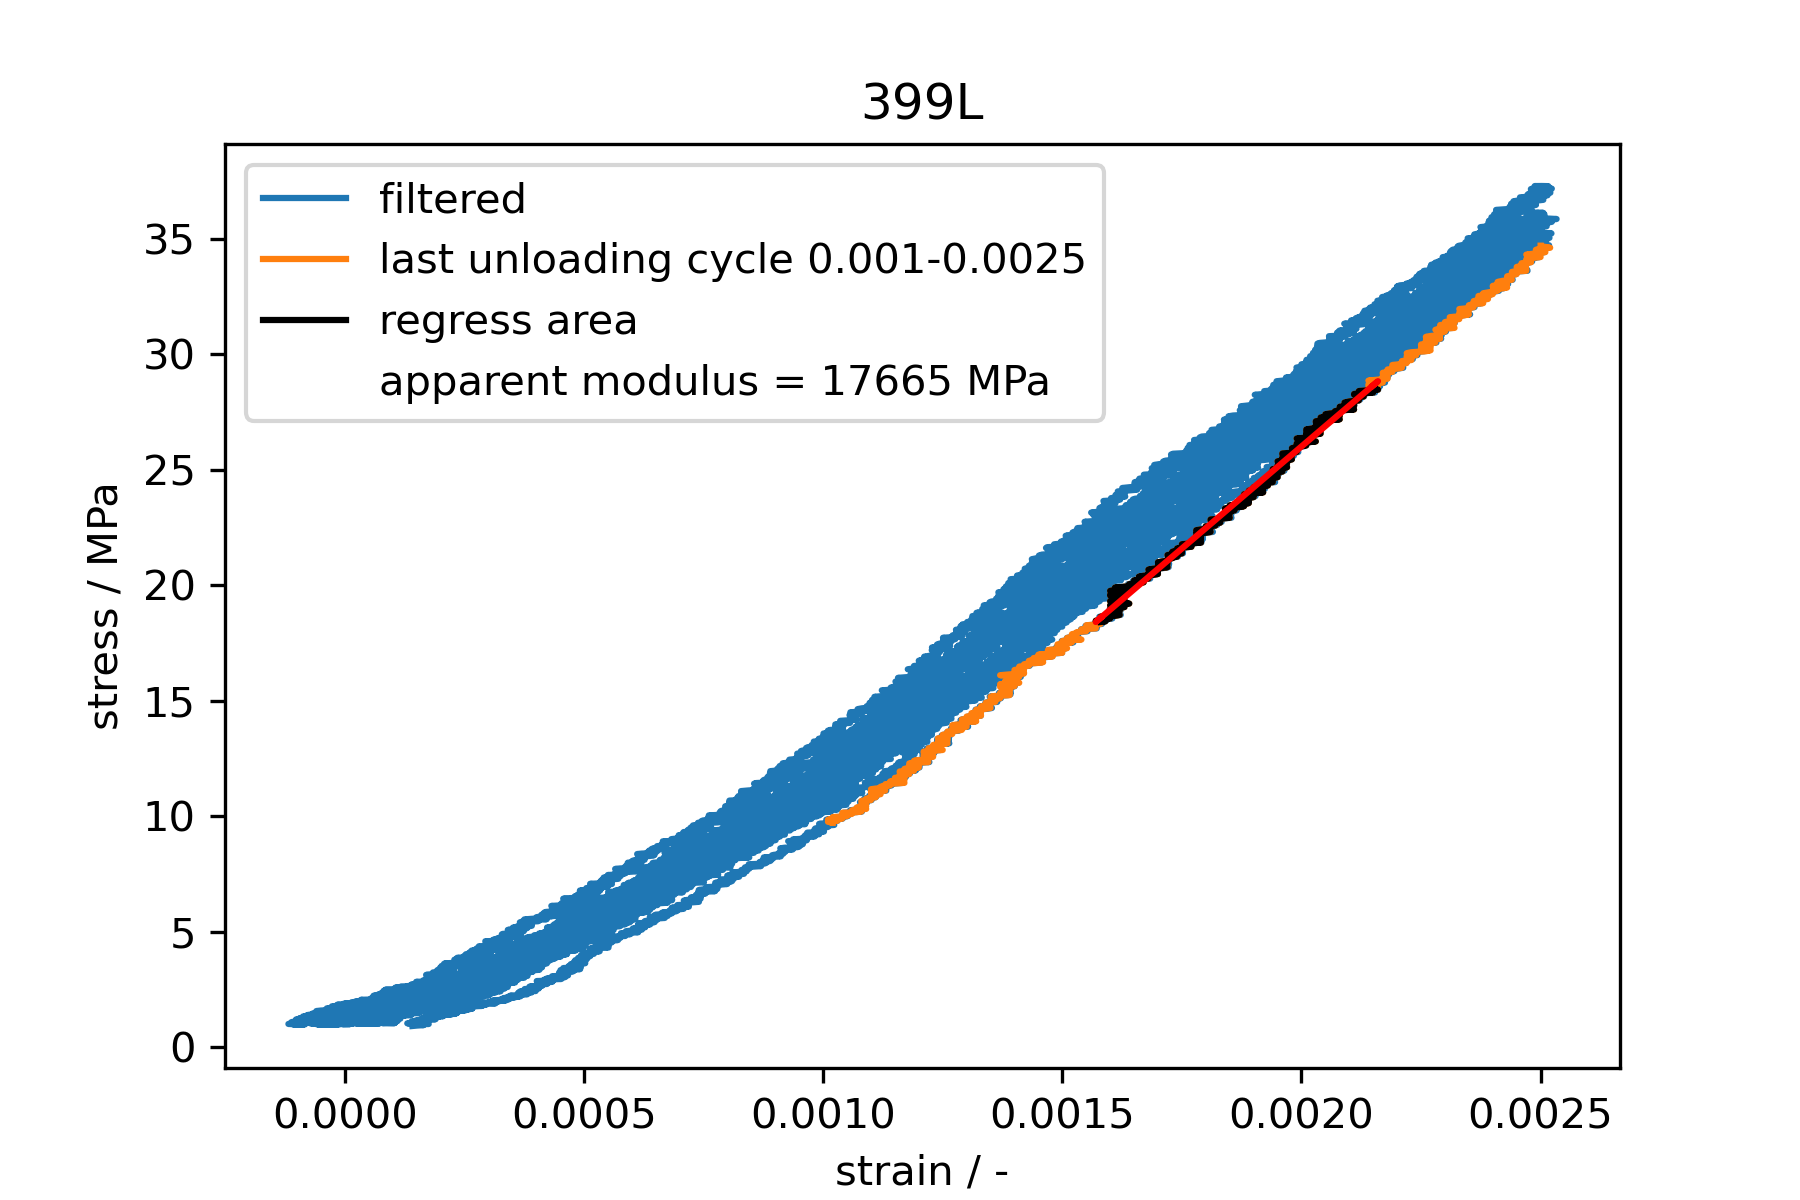 399L
filtered
last unloading cycle 0.001-0.0025
regress area
apparent modulus = 17665 MPa
35
30
25
20
15
10
5
0
stress / MPa
0.0000 0.0005 0.0010 0.0015 0.0020 0.0025
strain / -